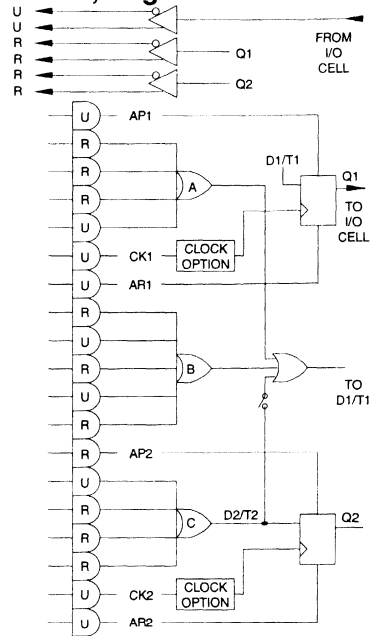 U
U
R
R
R
R
FROM
I/O
CELL
Q1
Q2
U AP1
R
R
A
R
U
D1/T1
Q1
TO
I/O
CELL
U CK1 CLOCK
OPTION
U AR1
R
U
R
B
U
R
TO
D1/T1
R AP2
U
R
R
C D2/T2
R
Q2
U CK2 CLOCK
OPTION
U AR2